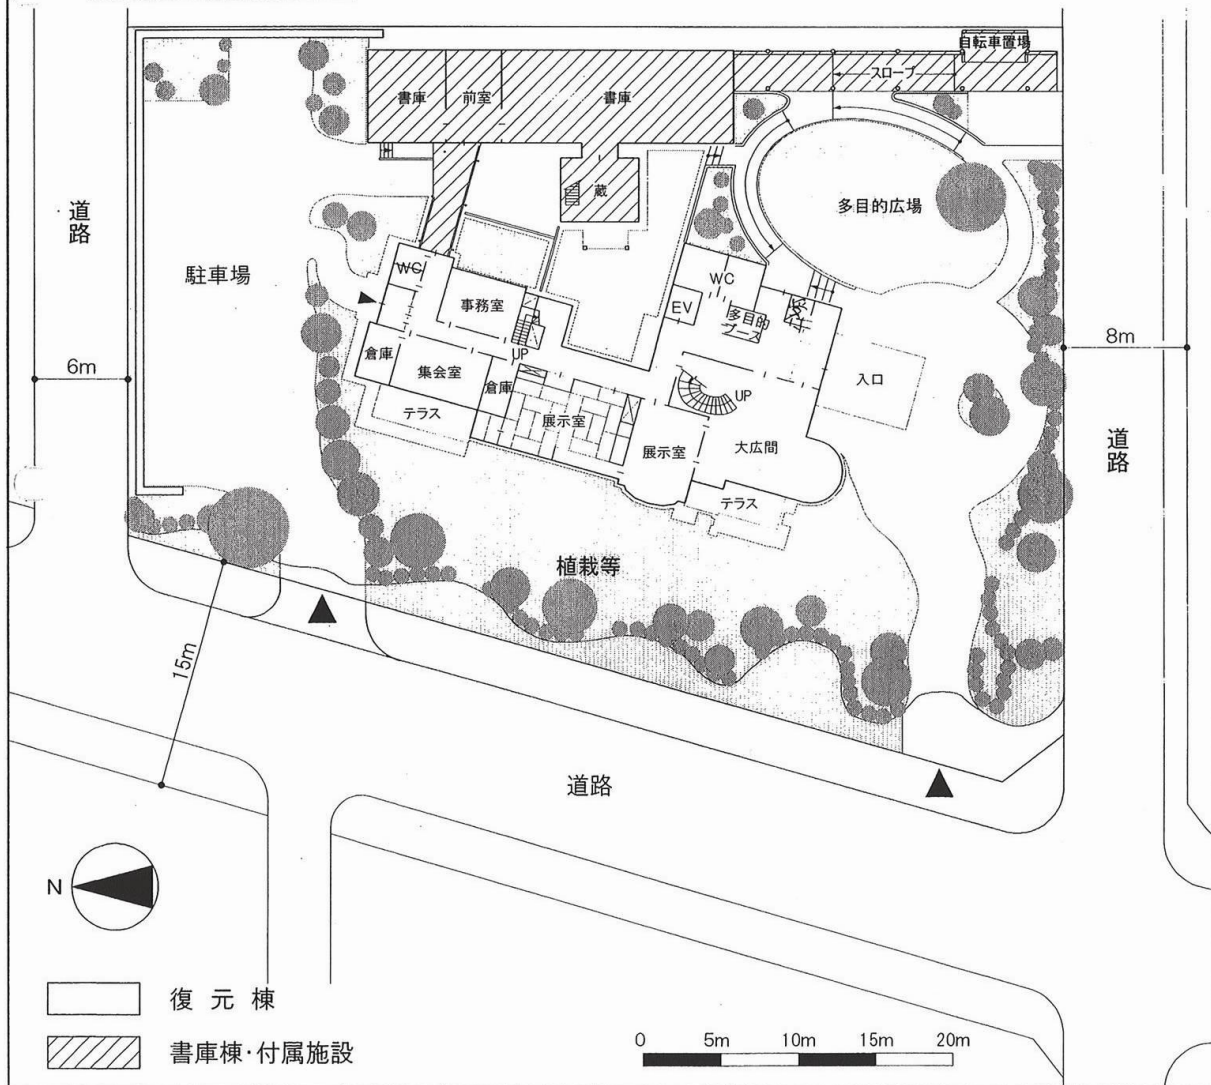 自転車置場
スロープ
書庫
前室
書庫
蔵
多目的広場
道路
駐車場
WC
事務室
WC
EV
多目的
ブース
UP
倉庫
集会室
倉庫
UP
入口
6m
8m
テラス
展示室
展示室
大広間
道路
テラス
植栽等
15m
道路
N
復元棟
書庫棟・付属施設
0 5m 10m 15m 20m